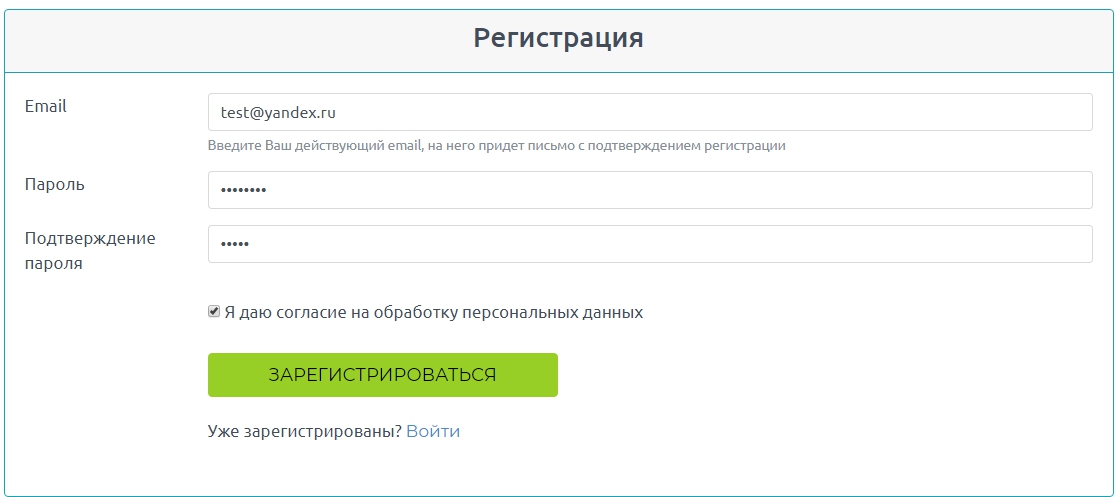 Регистрация
Email
test@yandex.ru
Введите Ваш действующий email, на него придет письмо с подтверждением регистрации
Пароль
••••••••
Подтверждение
пароля
•••••
Я даю согласие на обработку персональных данных
ЗАРЕГИСТРИРОВАТЬСЯ
Уже зарегистрированы? Войти